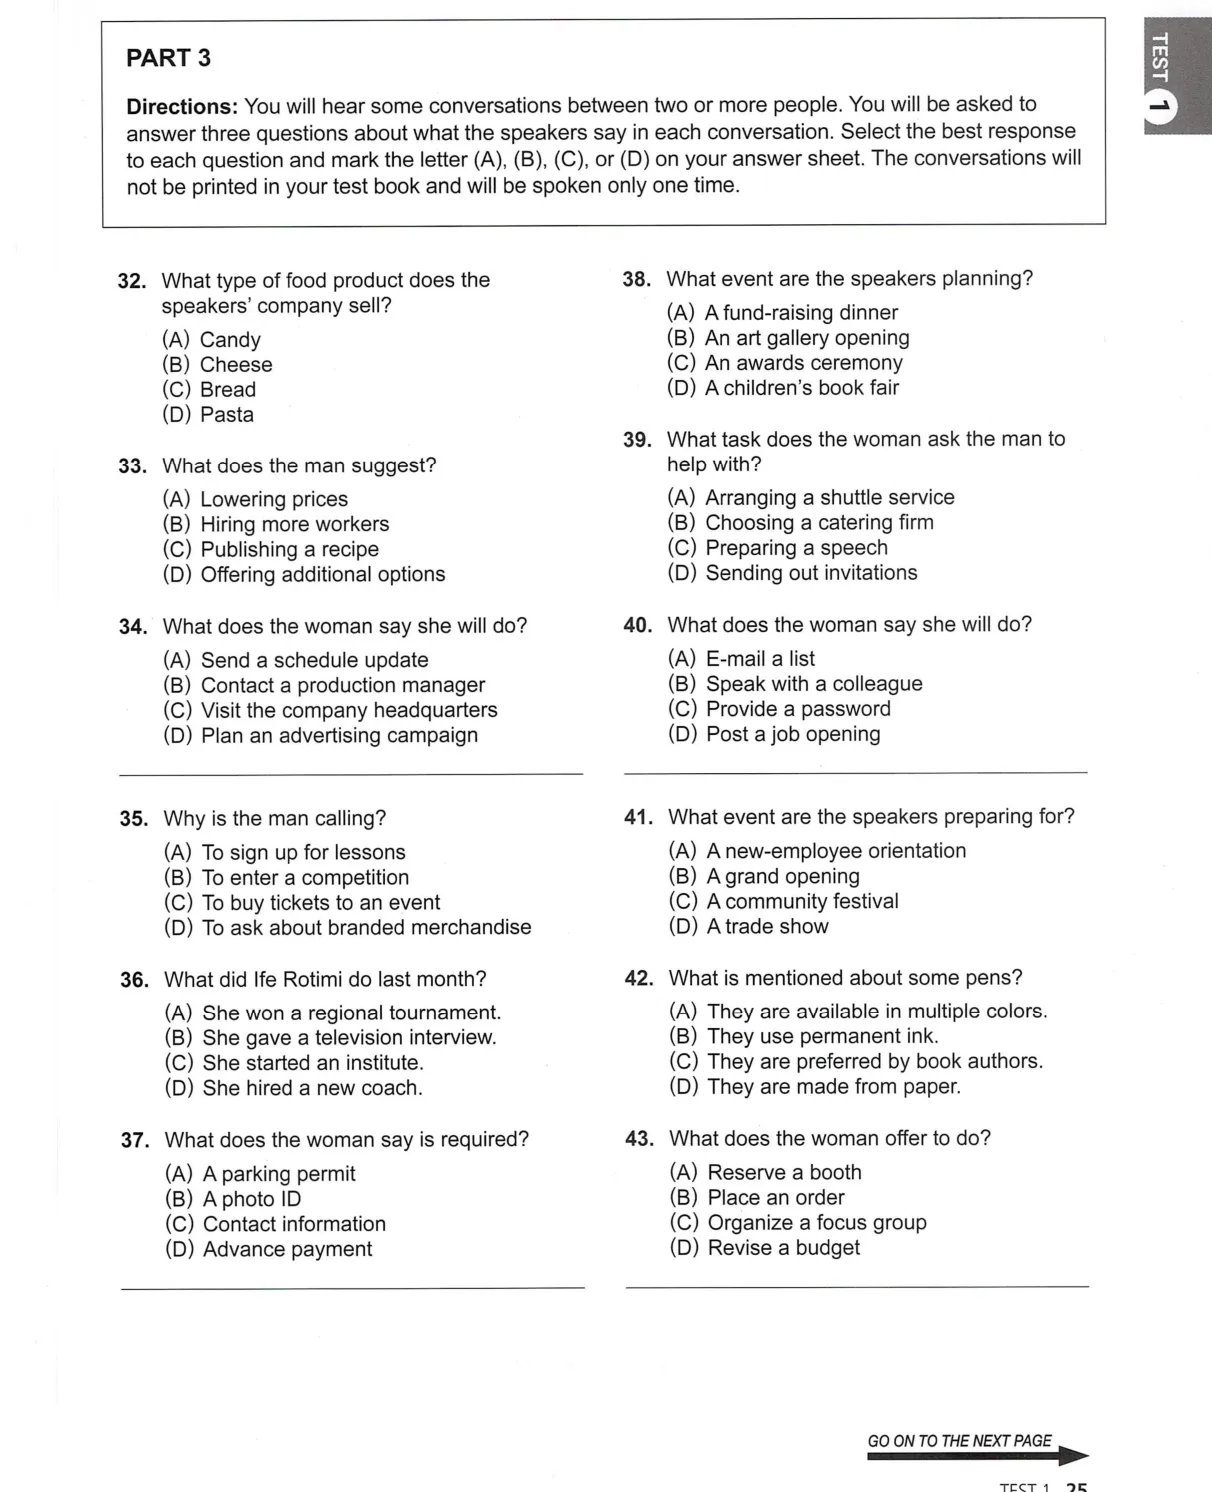 PART 3
Directions: You will hear some conversations between two or more people. You will be asked to
answer three questions about what the speakers say in each conversation. Select the best response
to each question and mark the letter (A), (B), (C), or (D) on your answer sheet. The conversations will
not be printed in your test book and will be spoken only one time.
TEST 1
32. What type of food product does the
speakers' company sell?
(A) Candy
(B) Cheese
(C) Bread
(D) Pasta
33. What does the man suggest?
(A) Lowering prices
(B) Hiring more workers
(C) Publishing a recipe
(D) Offering additional options
34. What does the woman say she will do?
(A) Send a schedule update
(B) Contact a production manager
(C) Visit the company headquarters
(D) Plan an advertising campaign
35. Why is the man calling?
(A) To sign up for lessons
(B) To enter a competition
(C) To buy tickets to an event
(D) To ask about branded merchandise
36. What did Ife Rotimi do last month?
(A) She won a regional tournament.
(B) She gave a television interview.
(C) She started an institute.
(D) She hired a new coach.
37. What does the woman say is required?
(A) A parking permit
(B) A photo ID
(C) Contact information
(D) Advance payment
38. What event are the speakers planning?
(A) A fund-raising dinner
(B) An art gallery opening
(C) An awards ceremony
(D) A children's book fair
39. What task does the woman ask the man to
help with?
(A) Arranging a shuttle service
(B) Choosing a catering firm
(C) Preparing a speech
(D) Sending out invitations
40. What does the woman say she will do?
(A) E-mail a list
(B) Speak with a colleague
(C) Provide a password
(D) Post a job opening
41. What event are the speakers preparing for?
(A) A new-employee orientation
(B) A grand opening
(C) A community festival
(D) A trade show
42. What is mentioned about some pens?
(A) They are available in multiple colors.
(B) They use permanent ink.
(C) They are preferred by book authors.
(D) They are made from paper.
43. What does the woman offer to do?
(A) Reserve a booth
(B) Place an order
(C) Organize a focus group
(D) Revise a budget
GO ON TO THE NEXT PAGE
TEST 1 25